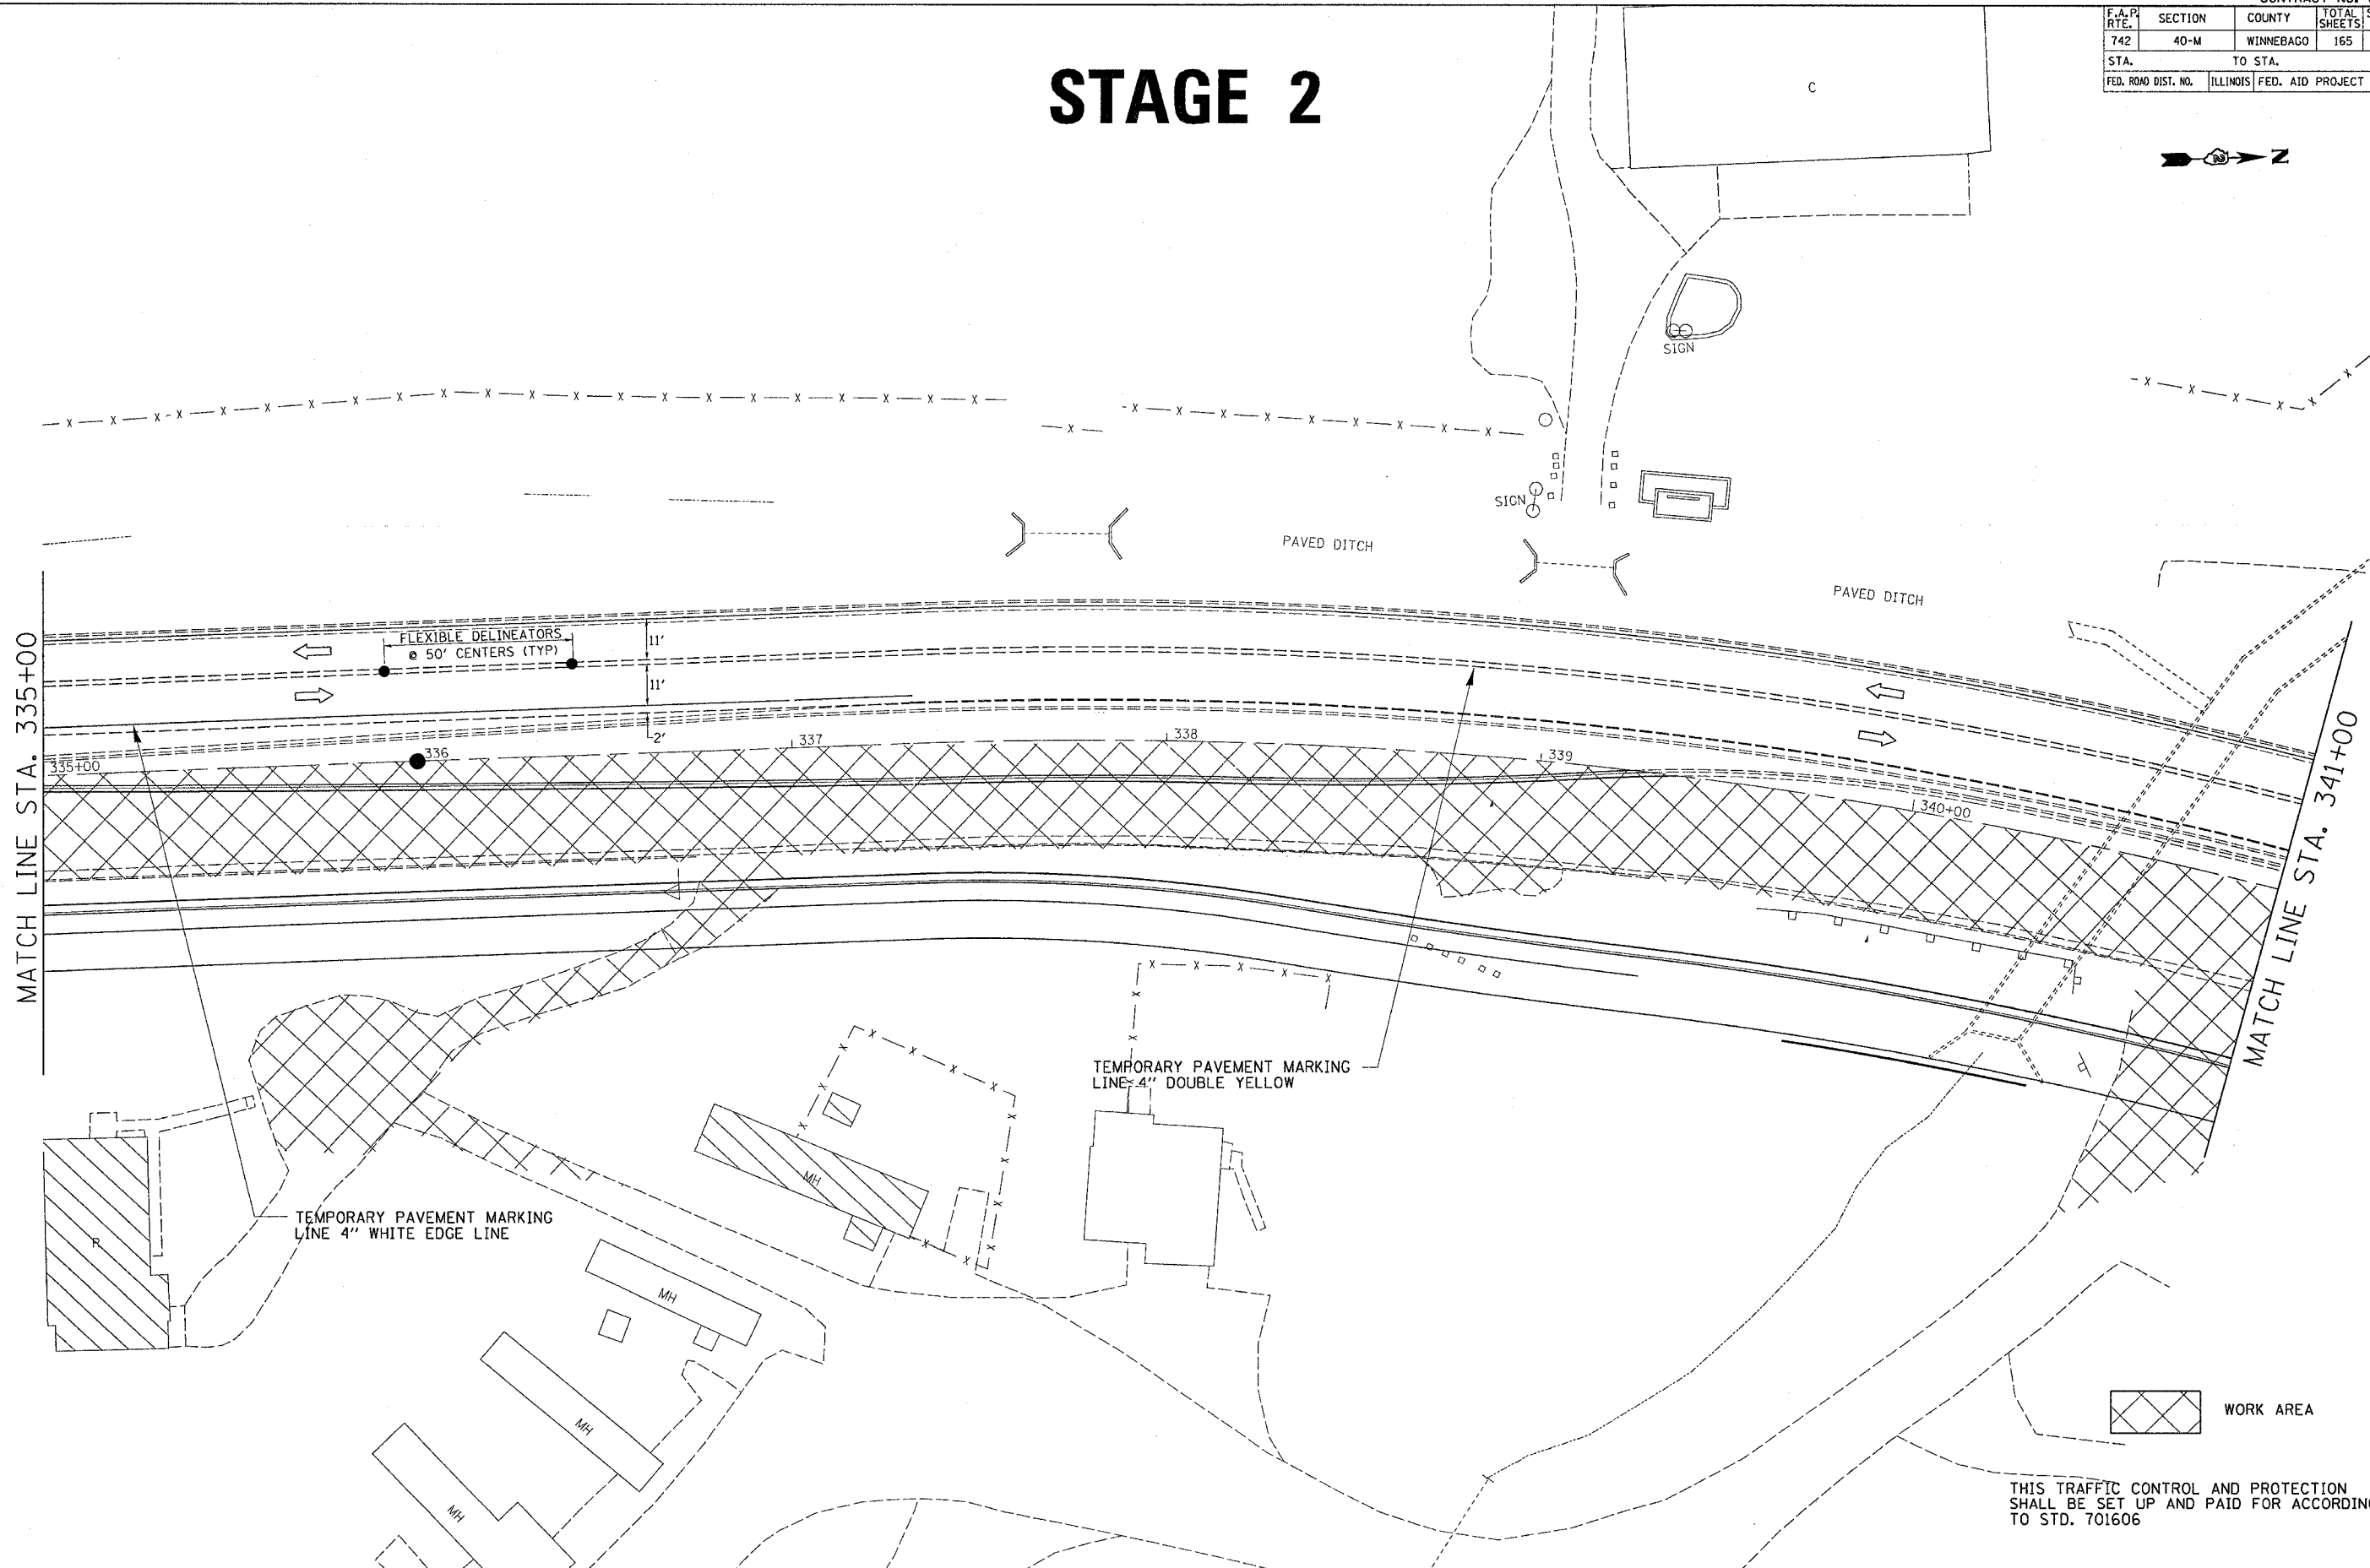 STAGE 2
F.A.P. RTE. SECTION COUNTY TOTAL SHEETS
742 40-M WINNEBAGO 165
STA. TO STA.
FED. ROAD DIST. NO. ILLINOIS FED. AID PROJECT
C
N
SIGN
SIGN
PAVED DITCH
PAVED DITCH
MATCH LINE STA. 335+00
FLEXIBLE DELINEATORS
@ 50' CENTERS (TYP)
11'
11'
2'
335+00
336
337
338
339
340+00
MATCH LINE STA. 341+00
TEMPORARY PAVEMENT MARKING
LINE 4" DOUBLE YELLOW
TEMPORARY PAVEMENT MARKING
LINE 4" WHITE EDGE LINE
R
MH
MH
MH
MH
WORK AREA
THIS TRAFFIC CONTROL AND PROTECTION
SHALL BE SET UP AND PAID FOR ACCORDING
TO STD. 701606